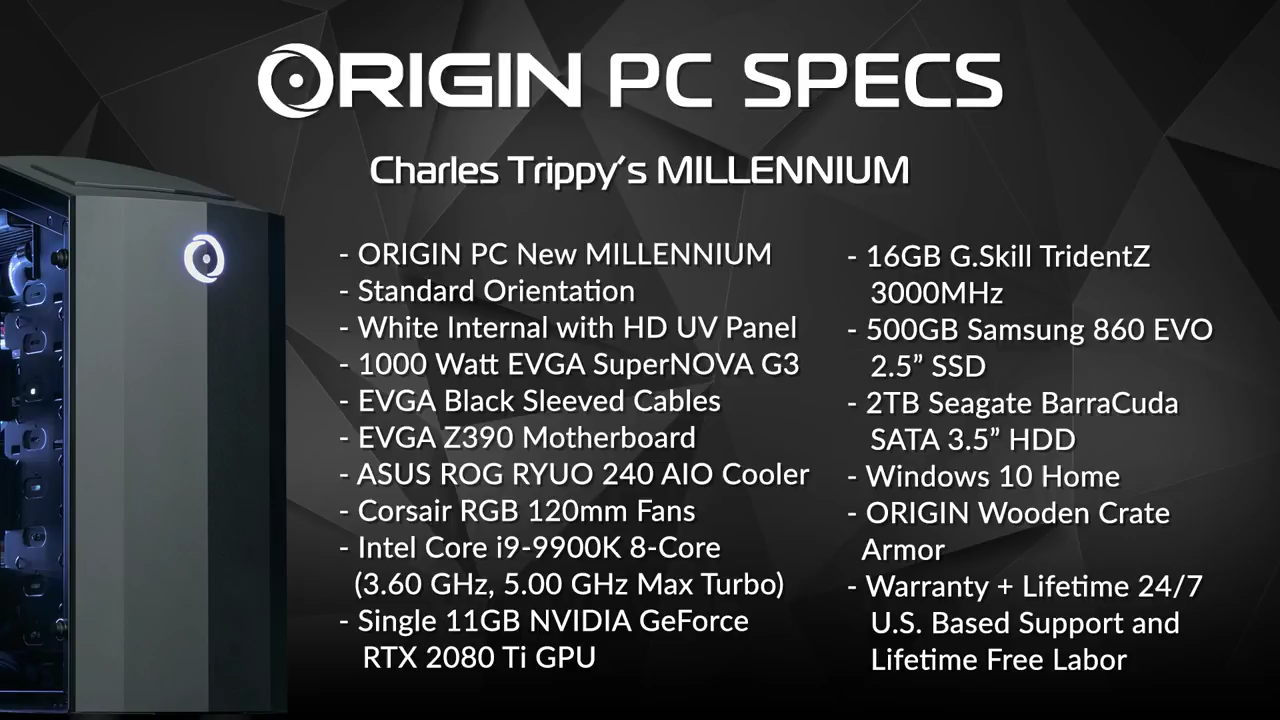 ORIGIN PC SPECS
Charles Trippy’s MILLENNIUM
- ORIGIN PC New MILLENNIUM
- Standard Orientation
- White Internal with HD UV Panel
- 1000 Watt EVGA SuperNOVA G3
- EVGA Black Sleeved Cables
- EVGA Z390 Motherboard
- ASUS ROG RYUO 240 AIO Cooler
- Corsair RGB 120mm Fans
- Intel Core i9-9900K 8-Core
(3.60 GHz, 5.00 GHz Max Turbo)
- Single 11GB NVIDIA GeForce
RTX 2080 Ti GPU
- 16GB G.Skill TridentZ
3000MHz
- 500GB Samsung 860 EVO
2.5” SSD
- 2TB Seagate BarraCuda
SATA 3.5” HDD
- Windows 10 Home
- ORIGIN Wooden Crate
Armor
- Warranty + Lifetime 24/7
U.S. Based Support and
Lifetime Free Labor